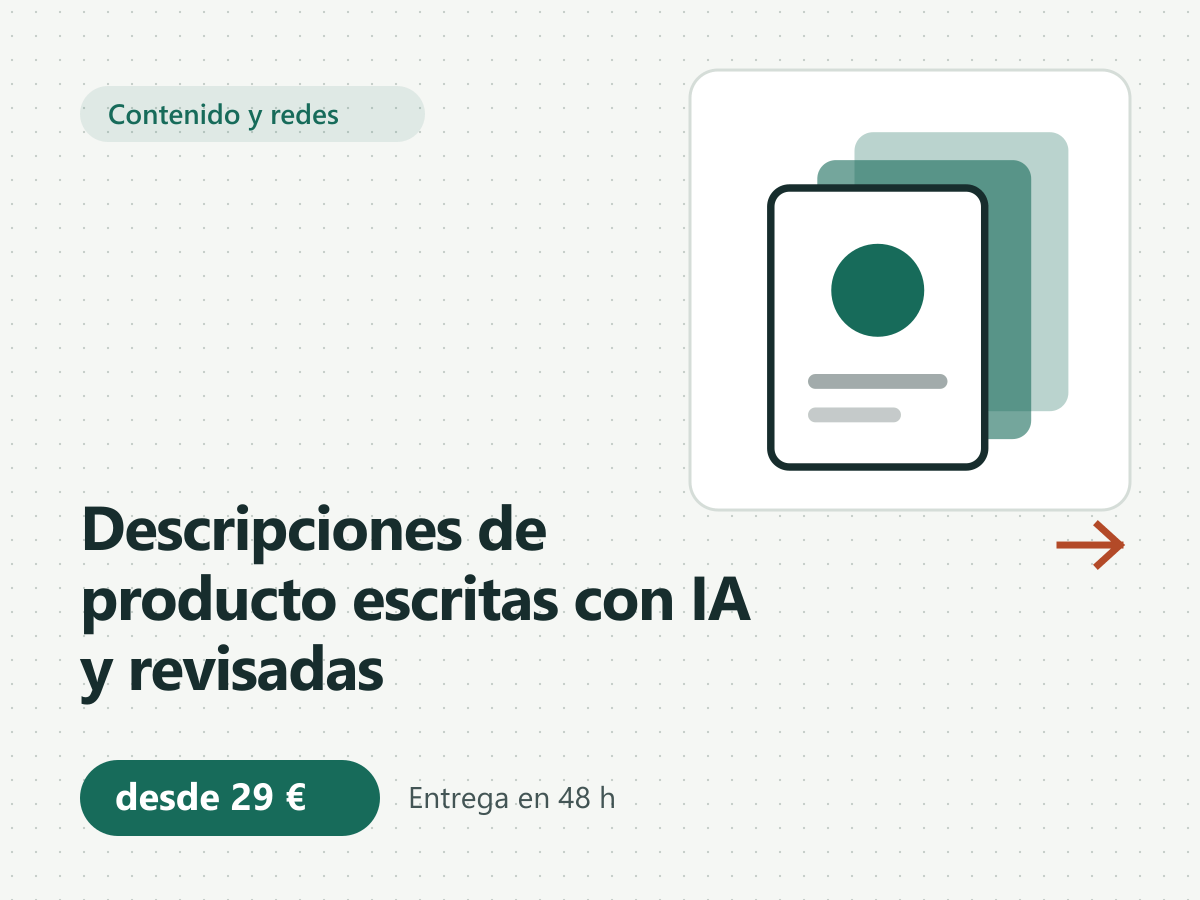 Contenido y redes
Descripciones de
producto escritas con IA
y revisadas
desde 29 €
Entrega en 48 h